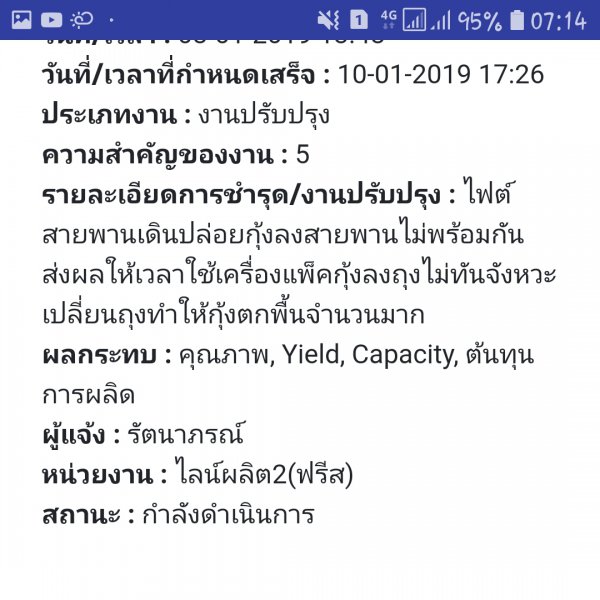 1 4G 95% 07:14
วันที่/เวลาที่กำหนดเสร็จ : 10-01-2019 17:26
ประเภทงาน : งานปรับปรุง
ความสำคัญของงาน : 5
รายละเอียดการชำรุด/งานปรับปรุง : ไฟต์
สายพานเดินปล่อยกุ้งลงสายพานไม่พร้อมกัน
ส่งผลให้เวลาใช้เครื่องแพ็คกุ้งลงถุงไม่ทันจังหวะ
เปลี่ยนถุงทำให้กุ้งตกพื้นจำนวนมาก
ผลกระทบ : คุณภาพ, Yield, Capacity, ต้นทุน
การผลิด
ผู้แจ้ง : รัตนาภรณ์
หน่วยงาน : ไลน์ผลิต2(ฟรีส)
สถานะ : กำลังดำเนินการ